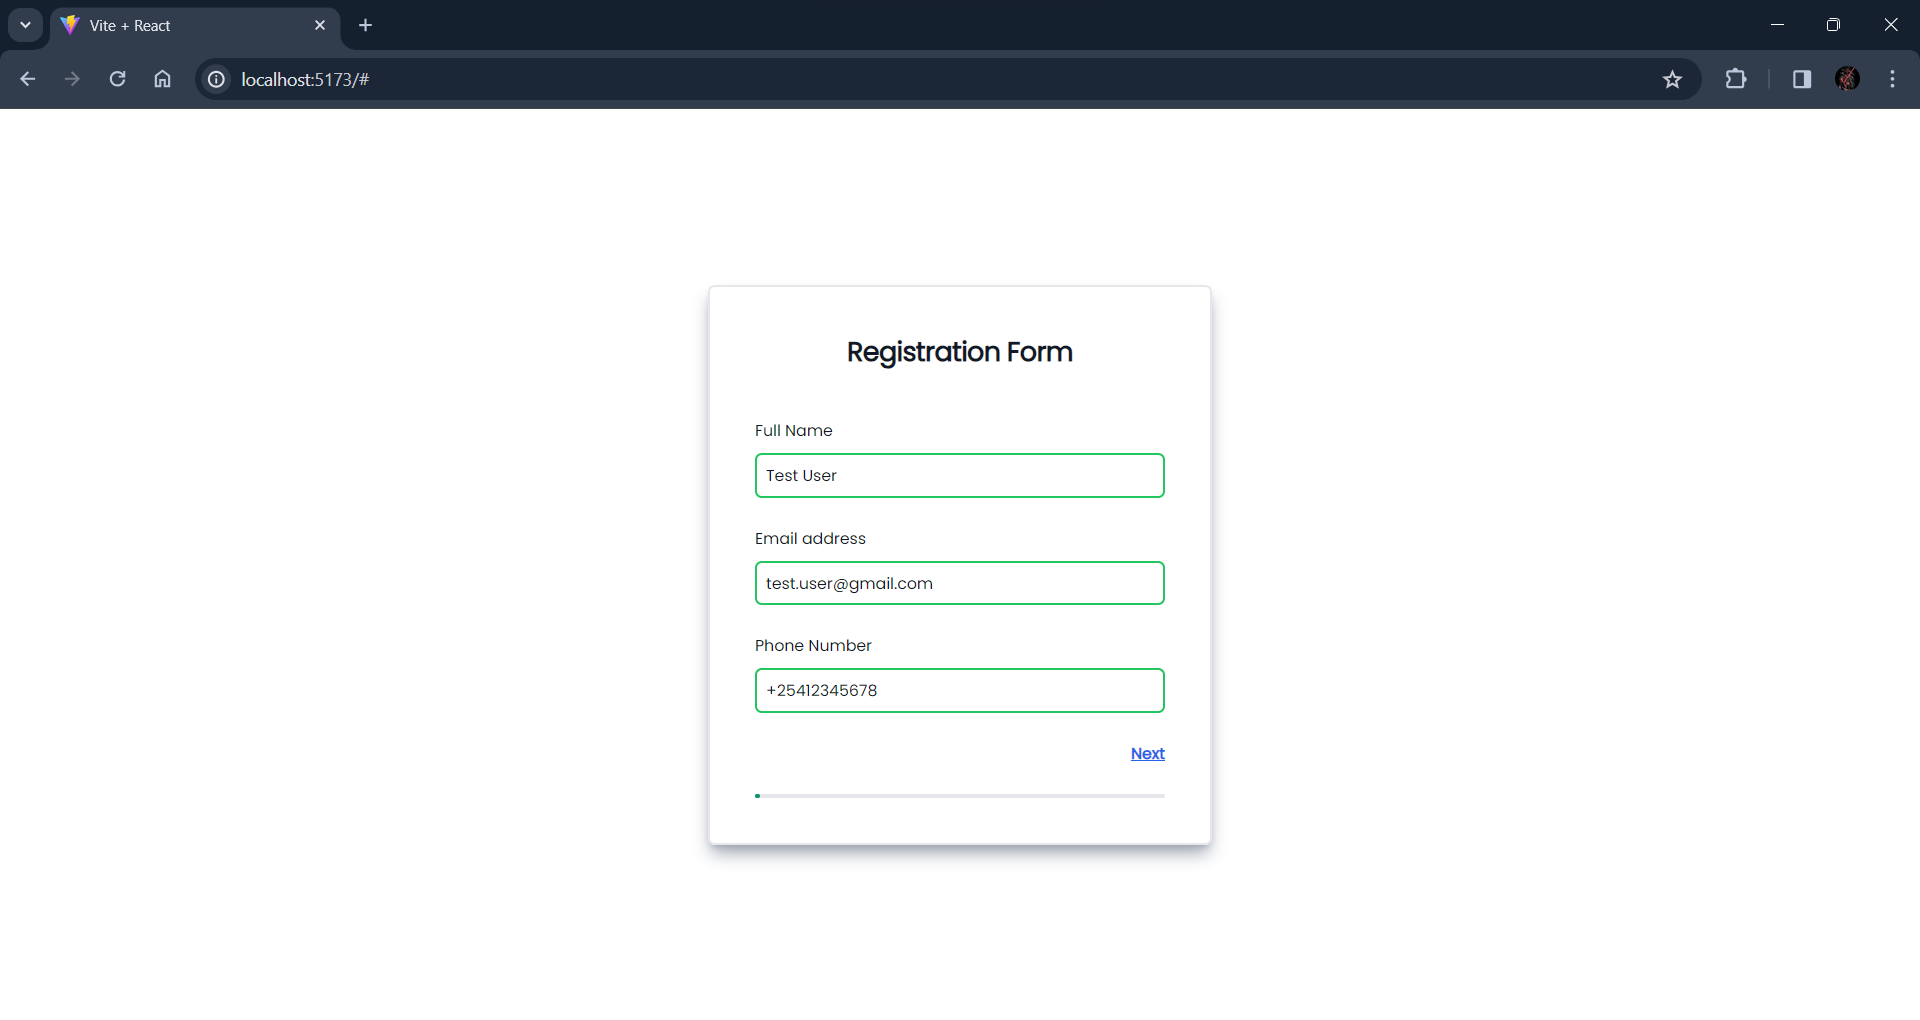 Vite + React
localhost:5173/#
Registration Form
Full Name
Test User
Email address
test.user@gmail.com
Phone Number
+25412345678
Next